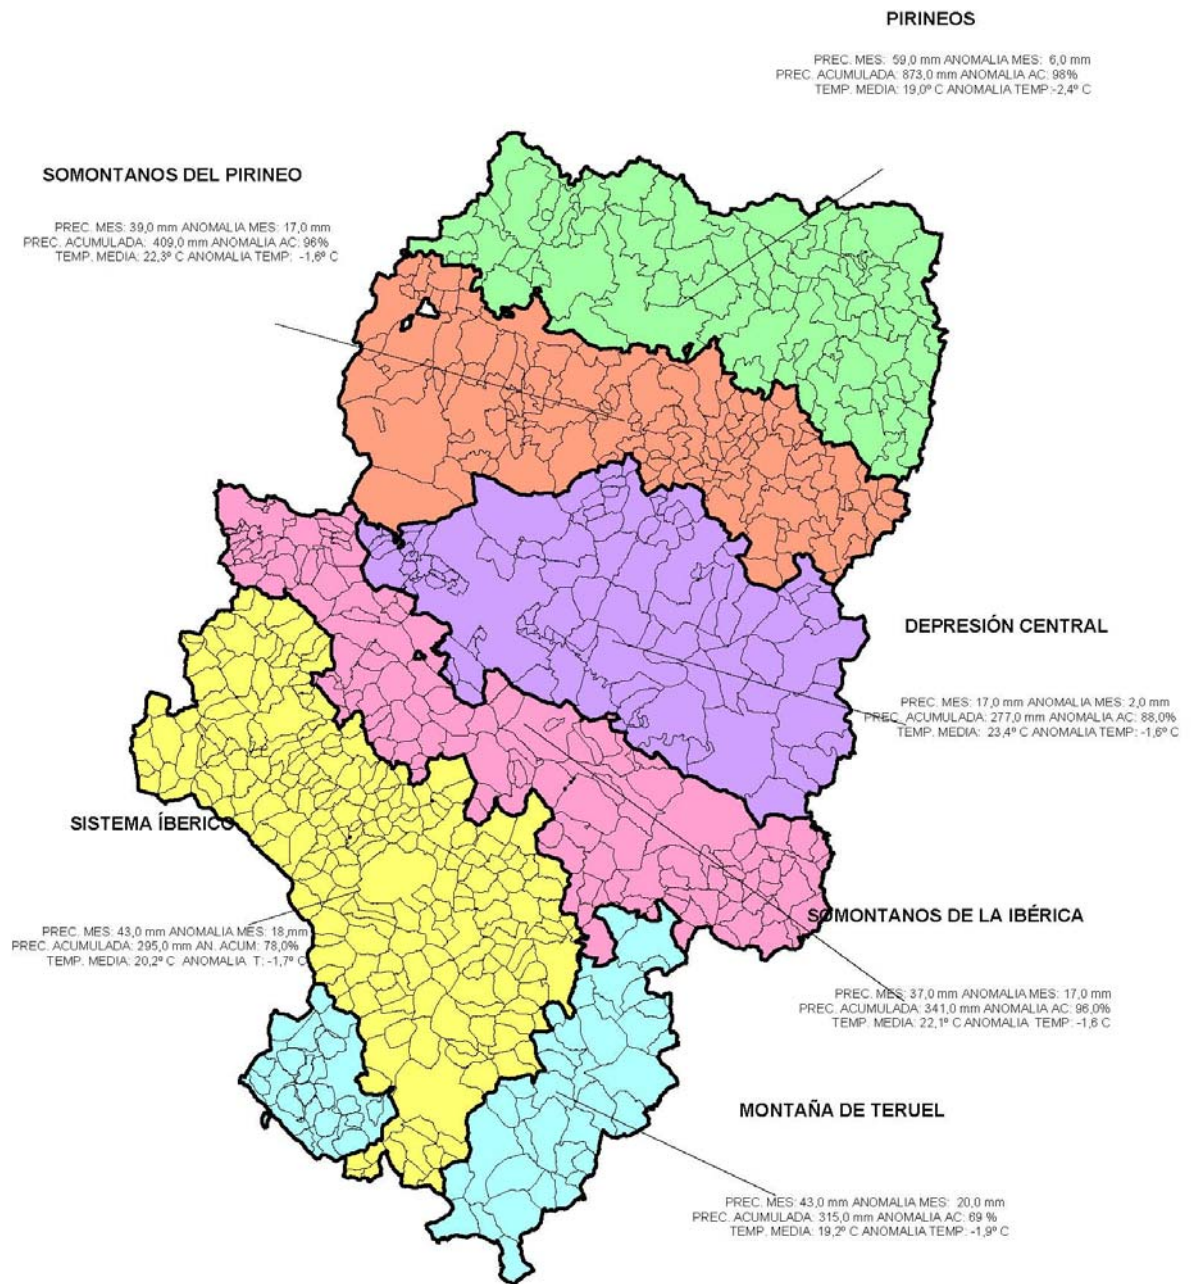 PIRINEOS
PREC. MES: 59,0 mm ANOMALIA MES: 6,0 mm
PREC. ACUMULADA: 873,0 mm ANOMALIA AC: 98%
TEMP. MEDIA: 19,0º C ANOMALIA TEMP:-2,4º C
SOMONTANOS DEL PIRINEO
PREC. MES: 39,0 mm ANOMALIA MES: 17,0 mm
PREC. ACUMULADA: 409,0 mm ANOMALIA AC: 96%
TEMP. MEDIA: 22,3º C ANOMALIA TEMP: -1,6º C
DEPRESIÓN CENTRAL
PREC. MES: 17,0 mm ANOMALIA MES: 2,0 mm
PREC. ACUMULADA: 277,0 mm ANOMALIA AC: 88,0%
TEMP. MEDIA: 23,4º C ANOMALIA TEMP: -1,6º C
SISTEMA ÍBERICO
PREC. MES: 43,0 mm ANOMALIA MES: 18,mm
PREC. ACUMULADA: 295,0 mm AN. ACUM: 78,0%
TEMP. MEDIA: 20,2º C ANOMALIA T: -1,7º C
SOMONTANOS DE LA IBÉRICA
PREC. MES: 37,0 mm ANOMALIA MES: 17,0 mm
PREC. ACUMULADA: 341,0 mm ANOMALIA AC: 96,0%
TEMP. MEDIA: 22,1º C ANOMALIA TEMP: -1,6 C
MONTAÑA DE TERUEL
PREC. MES: 43,0 mm ANOMALIA MES: 20,0 mm
PREC. ACUMULADA: 315,0 mm ANOMALIA AC: 69 %
TEMP. MEDIA: 19,2º C ANOMALIA TEMP: -1,9º C